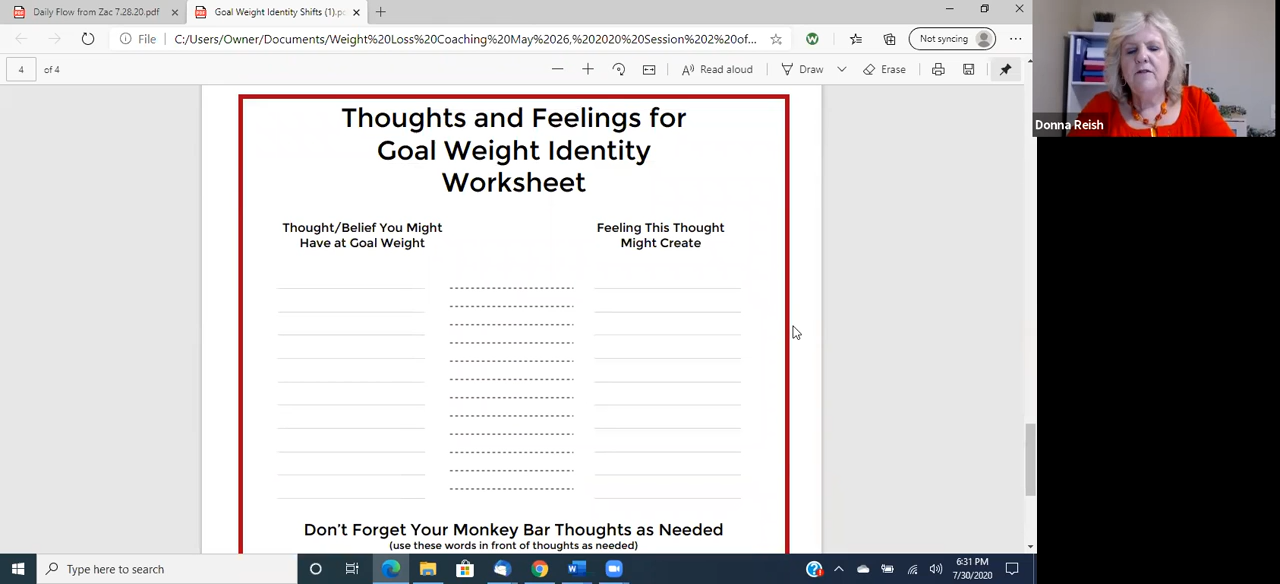 Daily Flow from Zac 7.28.20.pdf
Goal Weight Identity Shifts (1).p
File
C:/Users/Owner/Documents/Weight%20Loss%20Coaching%20May%2026,%202020%20Session%202%20of...
Not syncing
4 of 4
Read aloud
Draw
Erase
Donna Reish
Thoughts and Feelings for
Goal Weight Identity
Worksheet
Thought/Belief You Might
Have at Goal Weight
Feeling This Thought
Might Create
Don't Forget Your Monkey Bar Thoughts as Needed
(use these words in front of thoughts as needed)
Type here to search
6:31 PM
7/30/2020